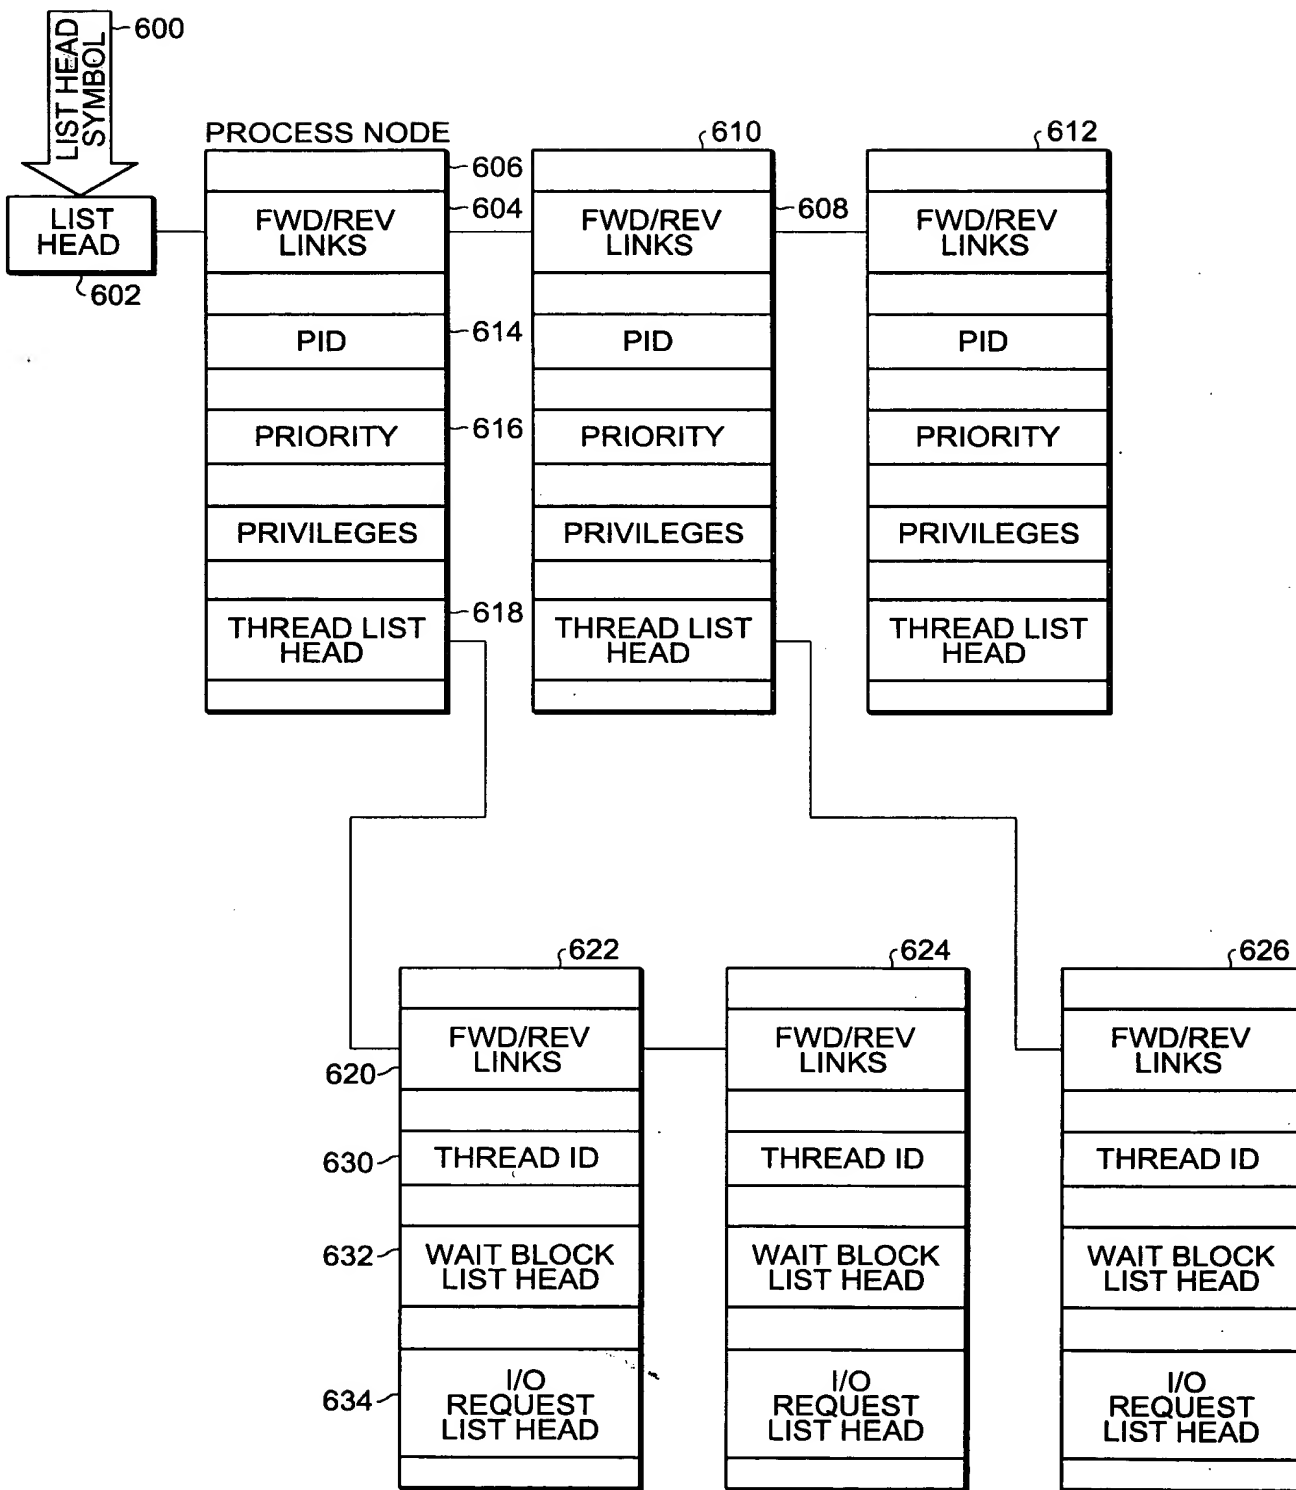 600
LIST HEAD
SYMBOL
LIST
HEAD
602
PROCESS NODE
606
604
FWD/REV
LINKS
PID
614
PRIORITY
616
PRIVILEGES
THREAD LIST
HEAD
618
610
FWD/REV
LINKS
608
PID
PRIORITY
PRIVILEGES
THREAD LIST
HEAD
612
FWD/REV
LINKS
PID
PRIORITY
PRIVILEGES
THREAD LIST
HEAD
622
FWD/REV
LINKS
620
THREAD ID
630
WAIT BLOCK
LIST HEAD
632
I/O
REQUEST
LIST HEAD
634
624
FWD/REV
LINKS
THREAD ID
WAIT BLOCK
LIST HEAD
I/O
REQUEST
LIST HEAD
626
FWD/REV
LINKS
THREAD ID
WAIT BLOCK
LIST HEAD
I/O
REQUEST
LIST HEAD